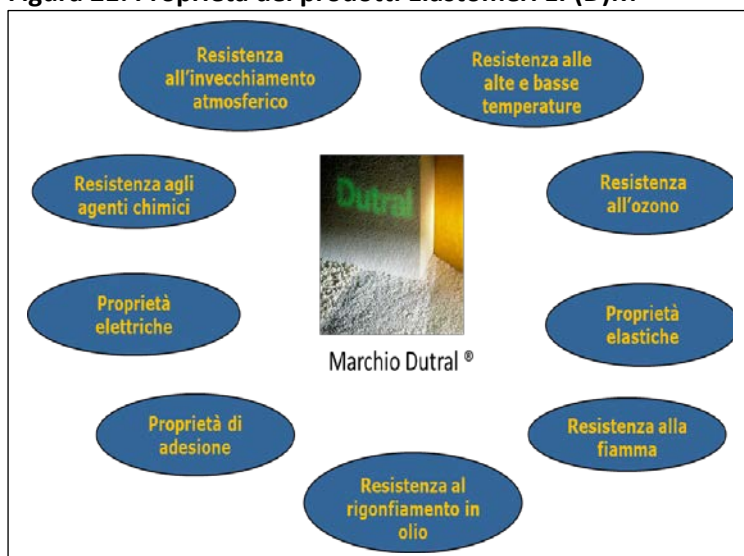 Resistenza
all'invecchiamento
atmosferico
Resistenza alle
alte e basse
temperature
Resistenza agli
agenti chimici
Dutral
Resistenza
all'ozono
Proprietà
elettriche
Proprietà
elastiche
Marchio Dutral ®
Proprietà di
adesione
Resistenza alla
fiamma
Resistenza al
rigonfiamento in
olio